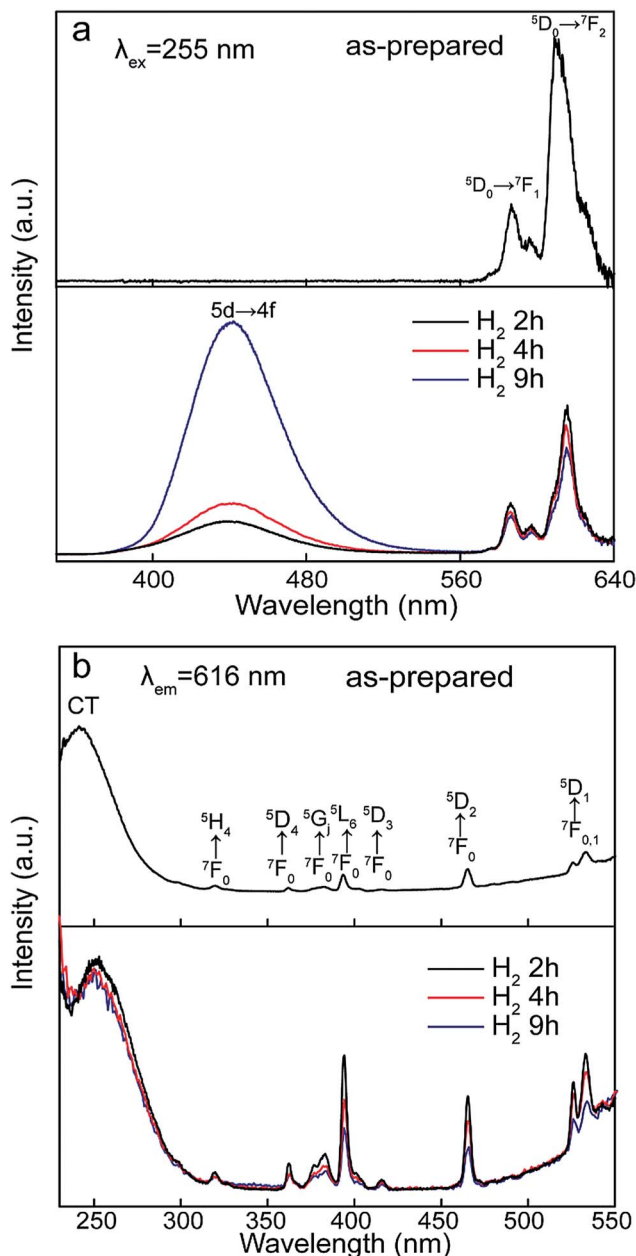 a
λex=255 nm
as-prepared
⁵D₀→⁷F₂
⁵D₀→⁷F₁
5d→4f
H₂ 2h
H₂ 4h
H₂ 9h
Intensity (a.u.)
400 480 560 640
Wavelength (nm)
b
λem=616 nm
as-prepared
CT
⁵H₄ ⁵D₄ ⁵Gⱼ ⁵L₆ ⁵D₃ ⁵D₂ ⁵D₁
↑ ↑ ↑ ↑ ↑ ↑ ↑
⁷F₀ ⁷F₀ ⁷F₀ ⁷F₀ ⁷F₀ ⁷F₀ ⁷F₀,₁
H₂ 2h
H₂ 4h
H₂ 9h
Intensity (a.u.)
250 300 350 400 450 500 550
Wavelength (nm)